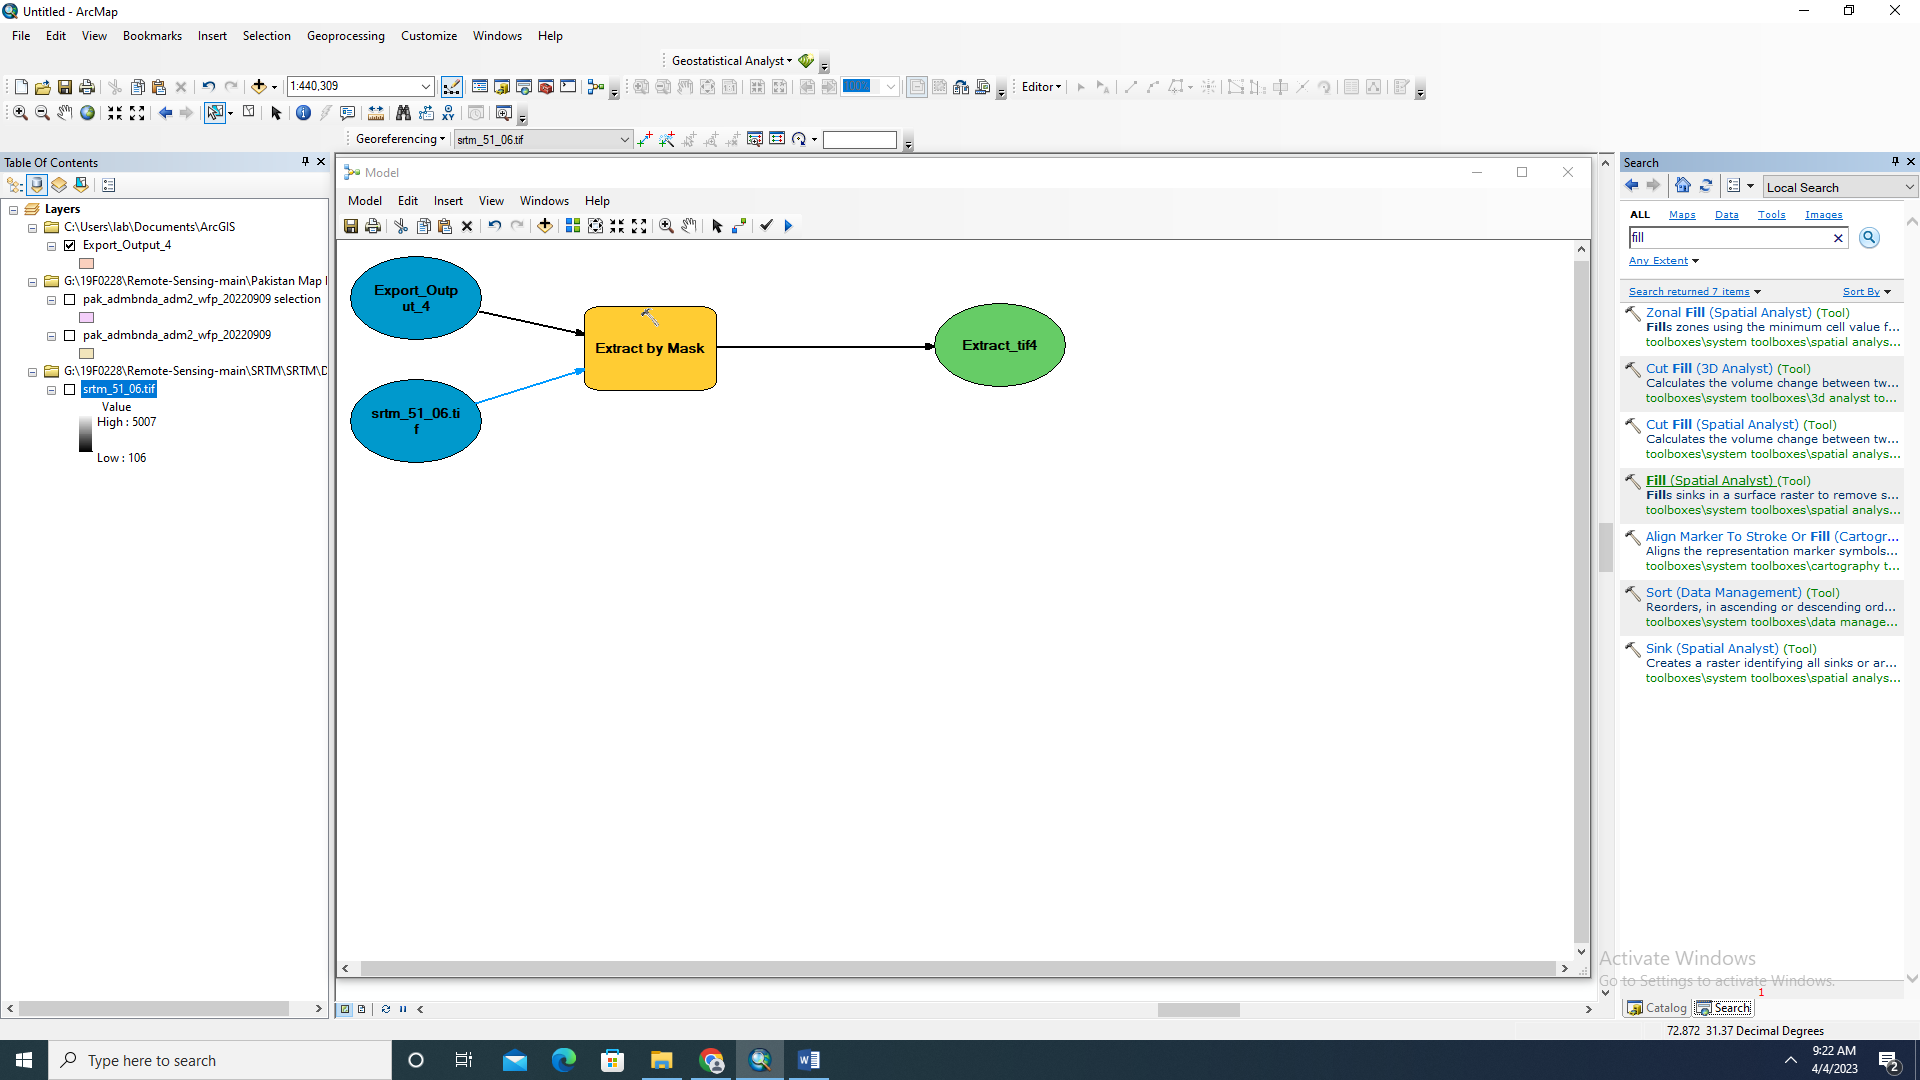 Untitled - ArcMap
File Edit View Bookmarks Insert Selection Geoprocessing Customize Windows Help
Geostatistical Analyst
1:440,309
100%
Editor
Georeferencing srtm_51_06.tif
Table Of Contents
Layers
C:\Users\lab\Documents\ArcGIS
Export_Output_4
G:\19F0228\Remote-Sensing-main\Pakistan Map
pak_admbnda_adm2_wfp_20220909 selection
pak_admbnda_adm2_wfp_20220909
G:\19F0228\Remote-Sensing-main\SRTM\SRTM\D
srtm_51_06.tif
Value
High : 5007
Low : 106
Model
Model Edit Insert View Windows Help
Export_Outp
ut_4
Extract by Mask
Extract_tif4
srtm_51_06.ti
f
Search
Local Search
ALL Maps Data Tools Images
fill
Any Extent
Search returned 7 items Sort By
Zonal Fill (Spatial Analyst) (Tool)
Fills zones using the minimum cell value f...
toolboxes\system toolboxes\spatial analys...
Cut Fill (3D Analyst) (Tool)
Calculates the volume change between tw...
toolboxes\system toolboxes\3d analyst to...
Cut Fill (Spatial Analyst) (Tool)
Calculates the volume change between tw...
toolboxes\system toolboxes\spatial analys...
Fill (Spatial Analyst) (Tool)
Fills sinks in a surface raster to remove s...
toolboxes\system toolboxes\spatial analys...
Align Marker To Stroke Or Fill (Cartogr...
Aligns the representation marker symbols...
toolboxes\system toolboxes\cartography t...
Sort (Data Management) (Tool)
Reorders, in ascending or descending ord...
toolboxes\system toolboxes\data manage...
Sink (Spatial Analyst) (Tool)
Creates a raster identifying all sinks or ar...
toolboxes\system toolboxes\spatial analys...
Activate Windows
Go to Settings to activate Windows.
1
Catalog Search
72.872 31.37 Decimal Degrees
Type here to search
9:22 AM
4/4/2023
2